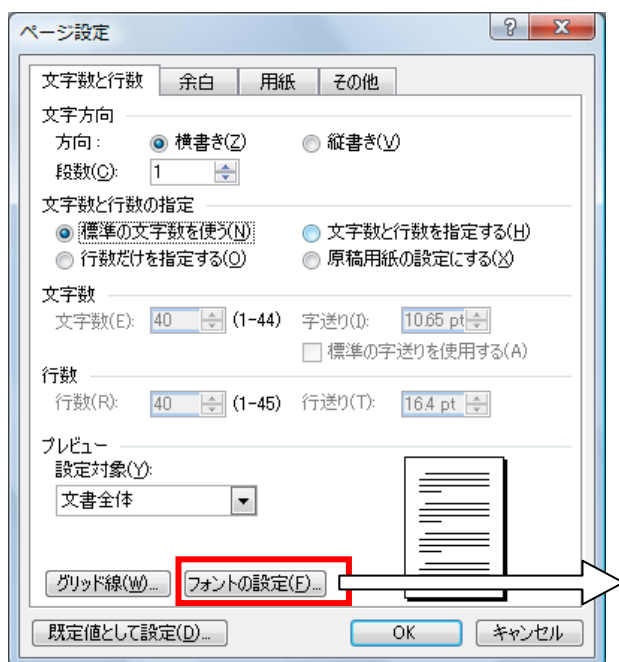 ページ設定
文字数と行数 余白 用紙 その他
文字方向
方向: 横書き(Z) 縦書き(V)
段数(C): 1
文字数と行数の指定
標準の文字数を使う(N) 文字数と行数を指定する(H)
行数だけを指定する(O) 原稿用紙の設定にする(X)
文字数
文字数(E): 40 (1-44) 字送り(I): 10.65 pt
標準の字送りを使用する(A)
行数
行数(R): 40 (1-45) 行送り(T): 16.4 pt
プレビュー
設定対象(Y):
文書全体
グリッド線(W)... フォントの設定(F)...
既定値として設定(D)... OK キャンセル